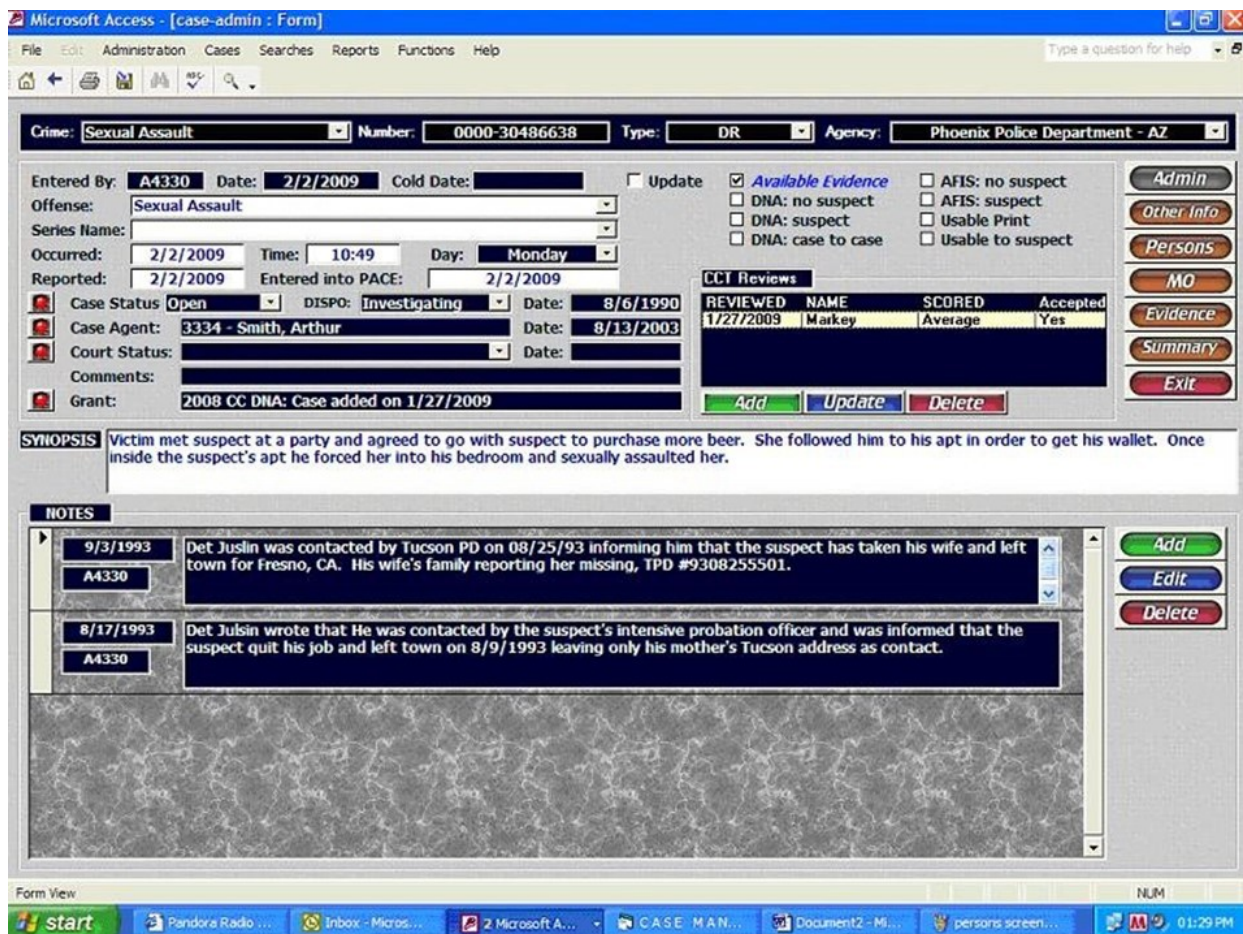 Microsoft Access - [case-admin : Form]
File Edit Administration Cases Searches Reports Functions Help Type a question for help
Crime: Sexual Assault Number: 0000-30486638 Type: DR Agency: Phoenix Police Department - AZ
Entered By: A4330 Date: 2/2/2009 Cold Date: Update Available Evidence AFIS: no suspect Admin
Offense: Sexual Assault DNA: no suspect AFIS: suspect Other Info
Series Name: DNA: suspect Usable Print
DNA: case to case Usable to suspect Persons
Occurred: 2/2/2009 Time: 10:49 Day: Monday
Reported: 2/2/2009 Entered into PACE: 2/2/2009 CCT Reviews MO
Case Status Open DISPO: Investigating Date: 8/6/1990 REVIEWED NAME SCORED Accepted
1/27/2009 Markey Average Yes Evidence
Case Agent: 3334 - Smith, Arthur Date: 8/13/2003
Court Status: Date: Summary
Comments: Exit
Grant: 2008 CC DNA: Case added on 1/27/2009 Add Update Delete
SYNOPSIS Victim met suspect at a party and agreed to go with suspect to purchase more beer. She followed him to his apt in order to get his wallet. Once
inside the suspect's apt he forced her into his bedroom and sexually assaulted her.
NOTES
9/3/1993 Det Juslin was contacted by Tucson PD on 08/25/93 informing him that the suspect has taken his wife and left Add
A4330 town for Fresno, CA. His wife's family reporting her missing, TPD #9308255501. Edit
Delete
8/17/1993 Det Julsin wrote that He was contacted by the suspect's intensive probation officer and was informed that the
A4330 suspect quit his job and left town on 8/9/1993 leaving only his mother's Tucson address as contact.
Form View NUM
start Pandora Radio ... Inbox - Micros... 2 Microsoft A... CASE MAN... Document2 - Mi... persons screen... 01:29 PM